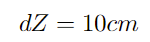 dZ = 10cm